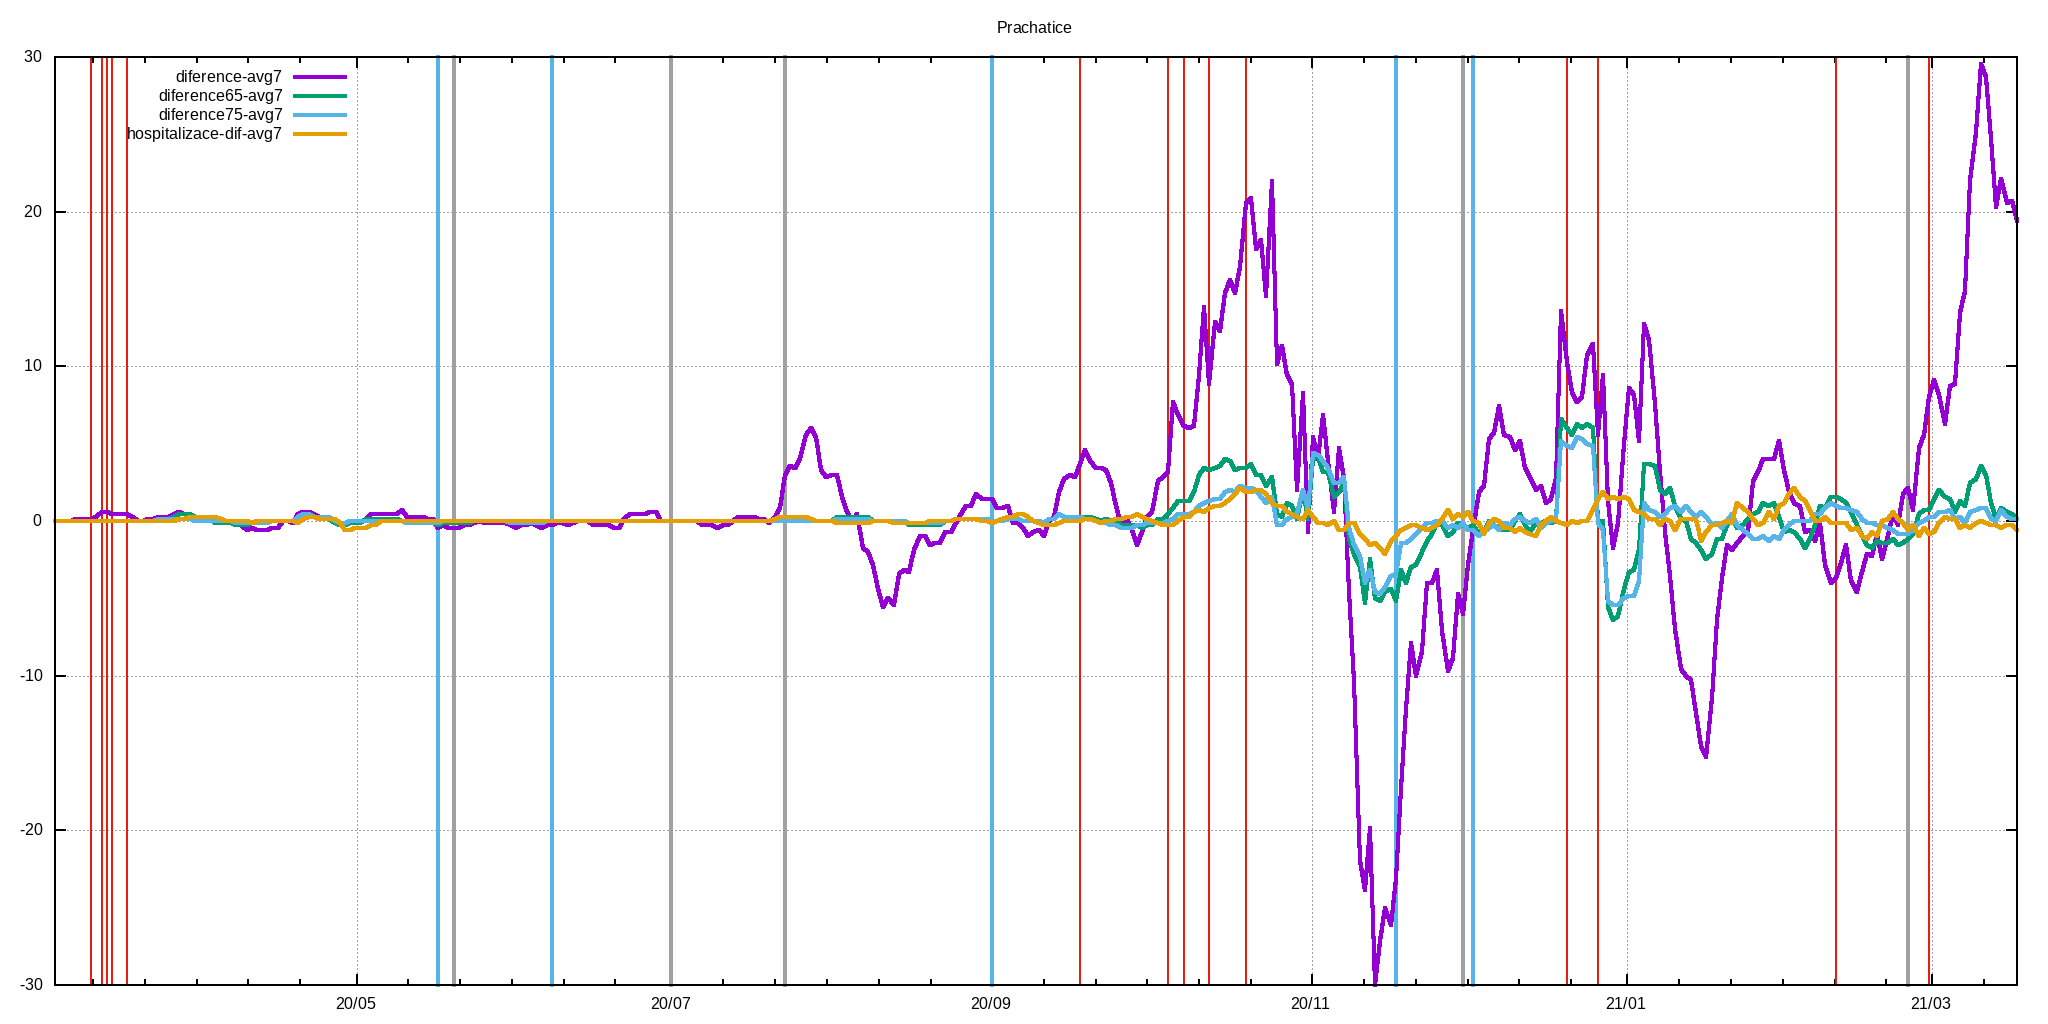 Prachatice
30
20
10
0
-10
-20
-30
diference-avg7
diference65-avg7
diference75-avg7
hospitalizace-dif-avg7
20/05
20/07
20/09
20/11
21/01
21/03